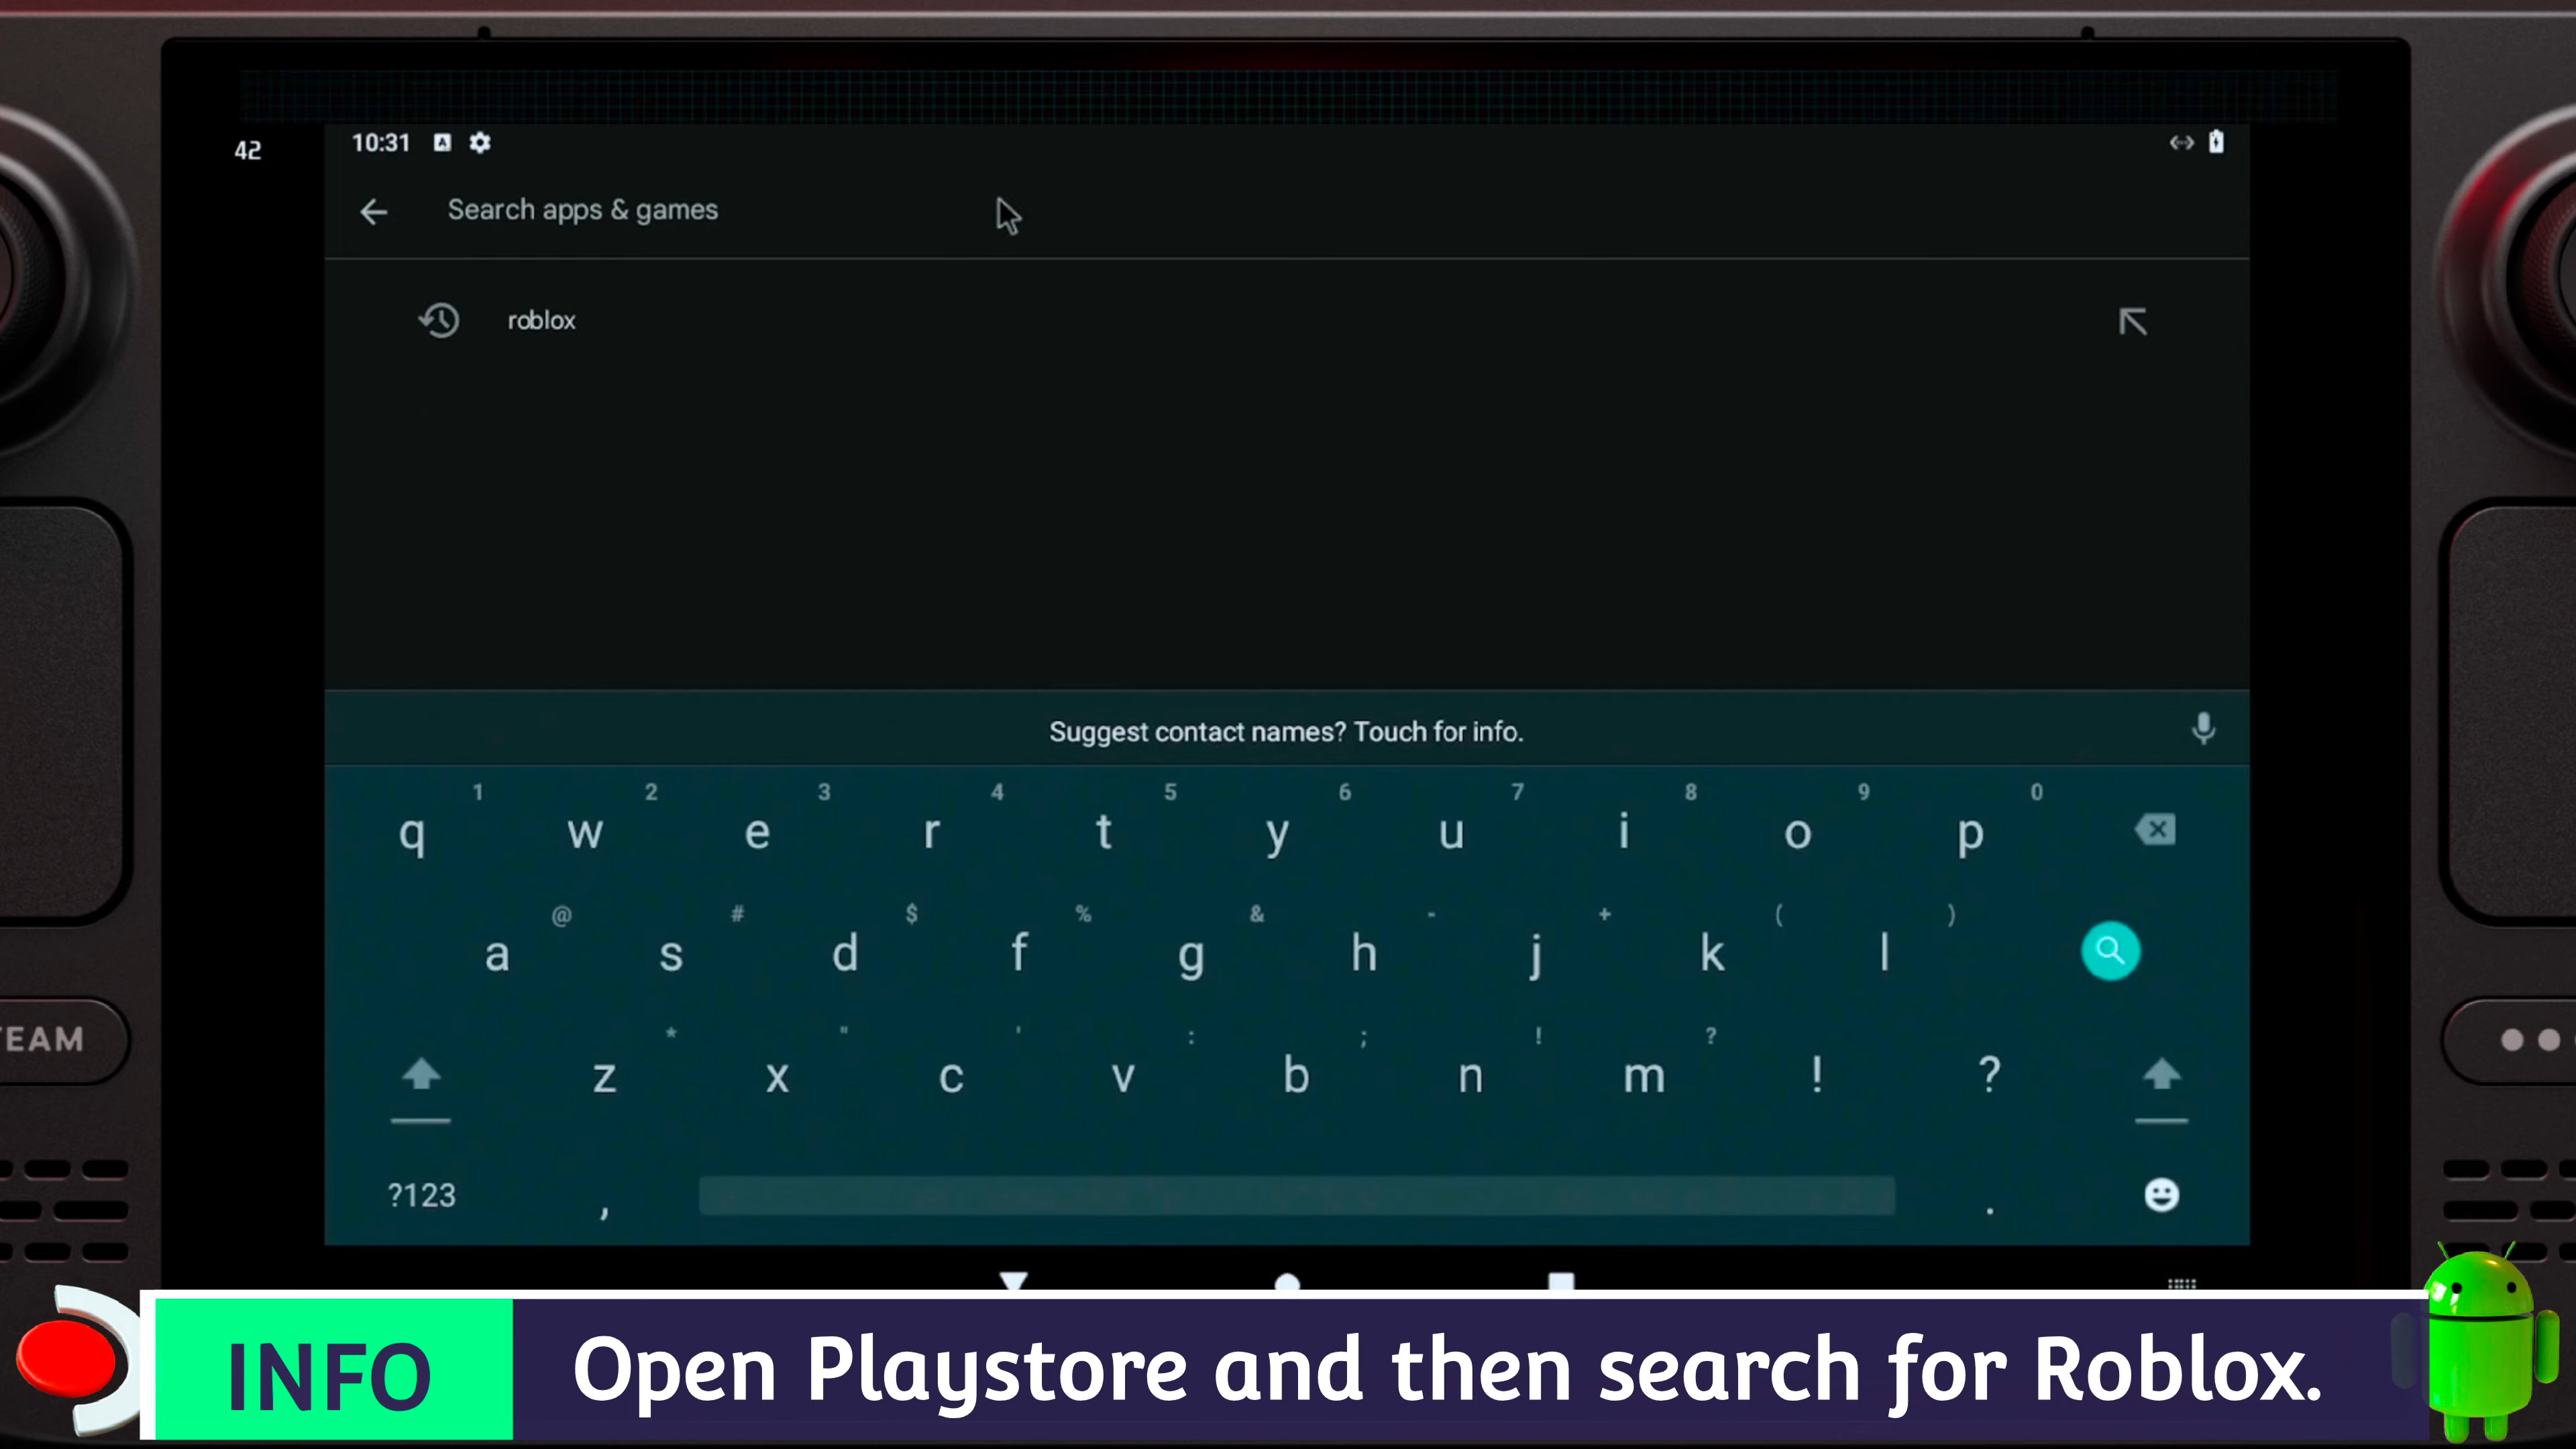 42
10:31
Search apps & games
roblox
Suggest contact names? Touch for info.
1 2 3 4 5 6 7 8 9 0
q w e r t y u i o p
@ # $ % & - + ( )
a s d f g h j k l
* " ' : ; ! ?
z x c v b n m ! ?
?123 , .
TEAM
INFO
Open Playstore and then search for Roblox.